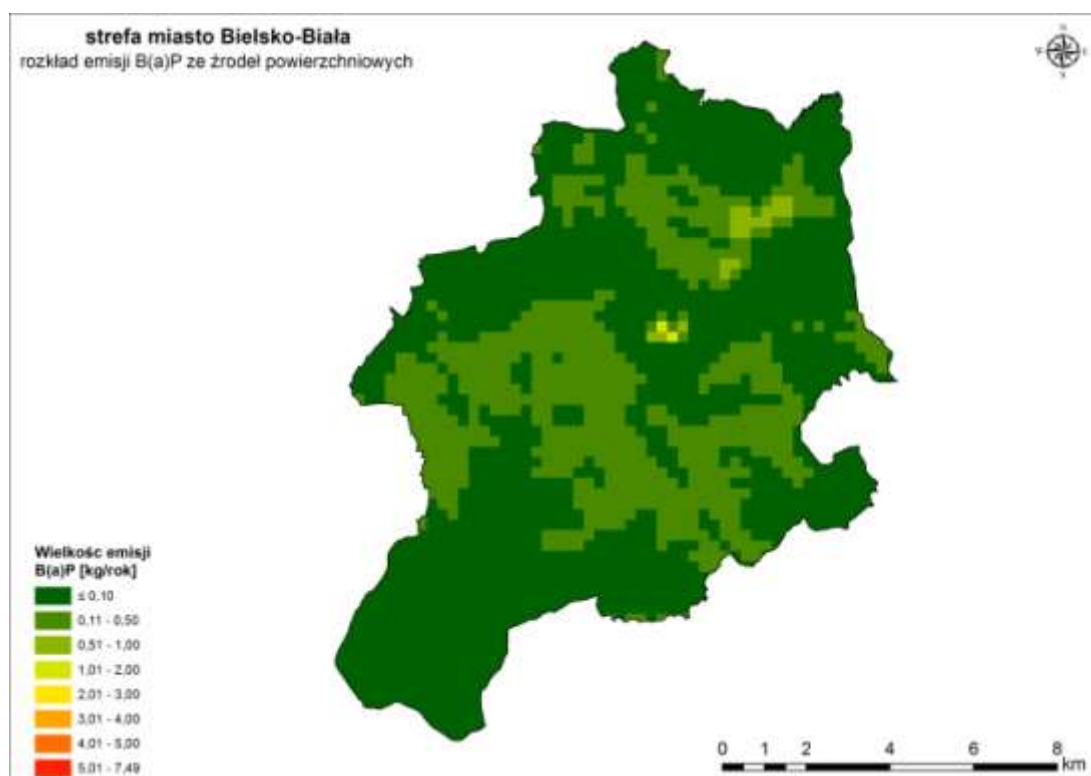 strefa miasto Bielsko-Biała
rozkład emisji B(a)P ze źrodeł powierzchniowych
Wielkość emisji
B(a)P [kg/rok]
≤ 0,10
0,11 - 0,50
0,51 - 1,00
1,01 - 2,00
2,01 - 3,00
3,01 - 4,00
4,01 - 5,00
5,01 - 7,49
0 1 2 4 6 8
km